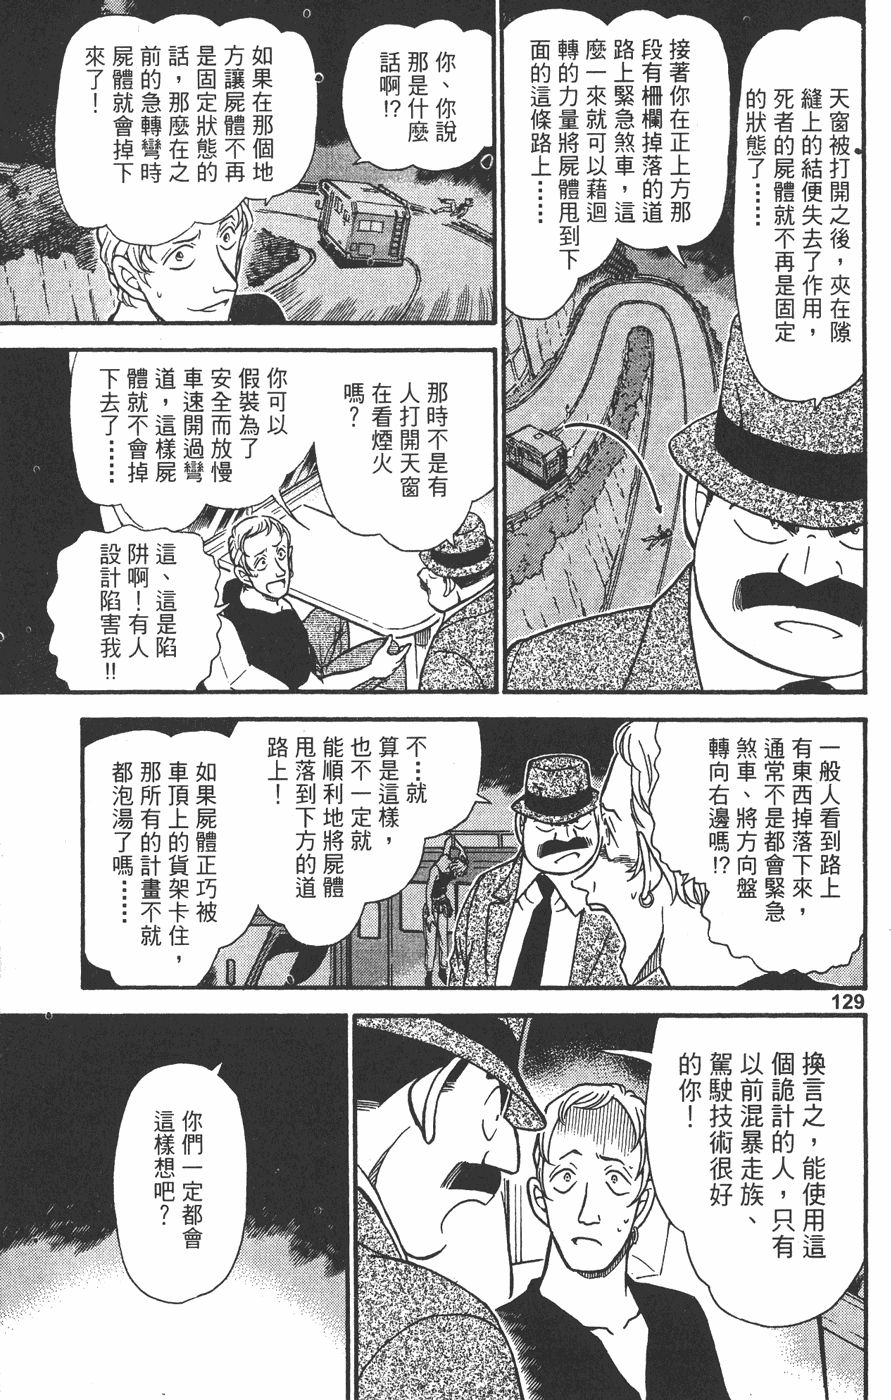 天窗被打開之後，夾在隙
縫上的結便失去了作用，
死者的屍體就不再是固定
的狀態了……
接著你在正上方那
段有柵欄掉落的道
路上緊急煞車，這
麼一來就可以藉迴
轉的力量將屍體甩到下
面的這條路上……
你、你說
那是什麼
話啊!?
如果在那個地
方讓屍體不再
是固定狀態的
話，那麼在之
前的急轉彎時
屍體就會掉下
來了！
那時不是有
人打開天窗
在看煙火
嗎？
你可以
假裝為了
安全而放慢
車速開過彎
道，這樣屍
體就不會掉
下去了……
這、這是陷
阱啊！有人
設計陷害我!!
一般人看到路上
有東西掉落下來，
通常不是都會緊急
煞車、將方向盤
轉向右邊嗎!?
不…就
算是這樣，
也不一定就
能順利地將屍體
甩落到下方的道
路上！
如果屍體正巧被
車頂上的貨架卡住，
那所有的計畫不就
都泡湯了嗎……
129
換言之，能使用這
個詭計的人，只有
以前混暴走族、
駕駛技術很好
的你！
你們一定都會
這樣想吧？